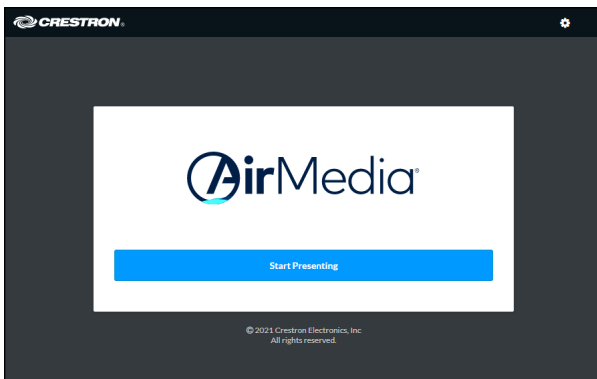 CRESTRON®
AirMedia®
Start Presenting
© 2021 Crestron Electronics, Inc
All rights reserved.